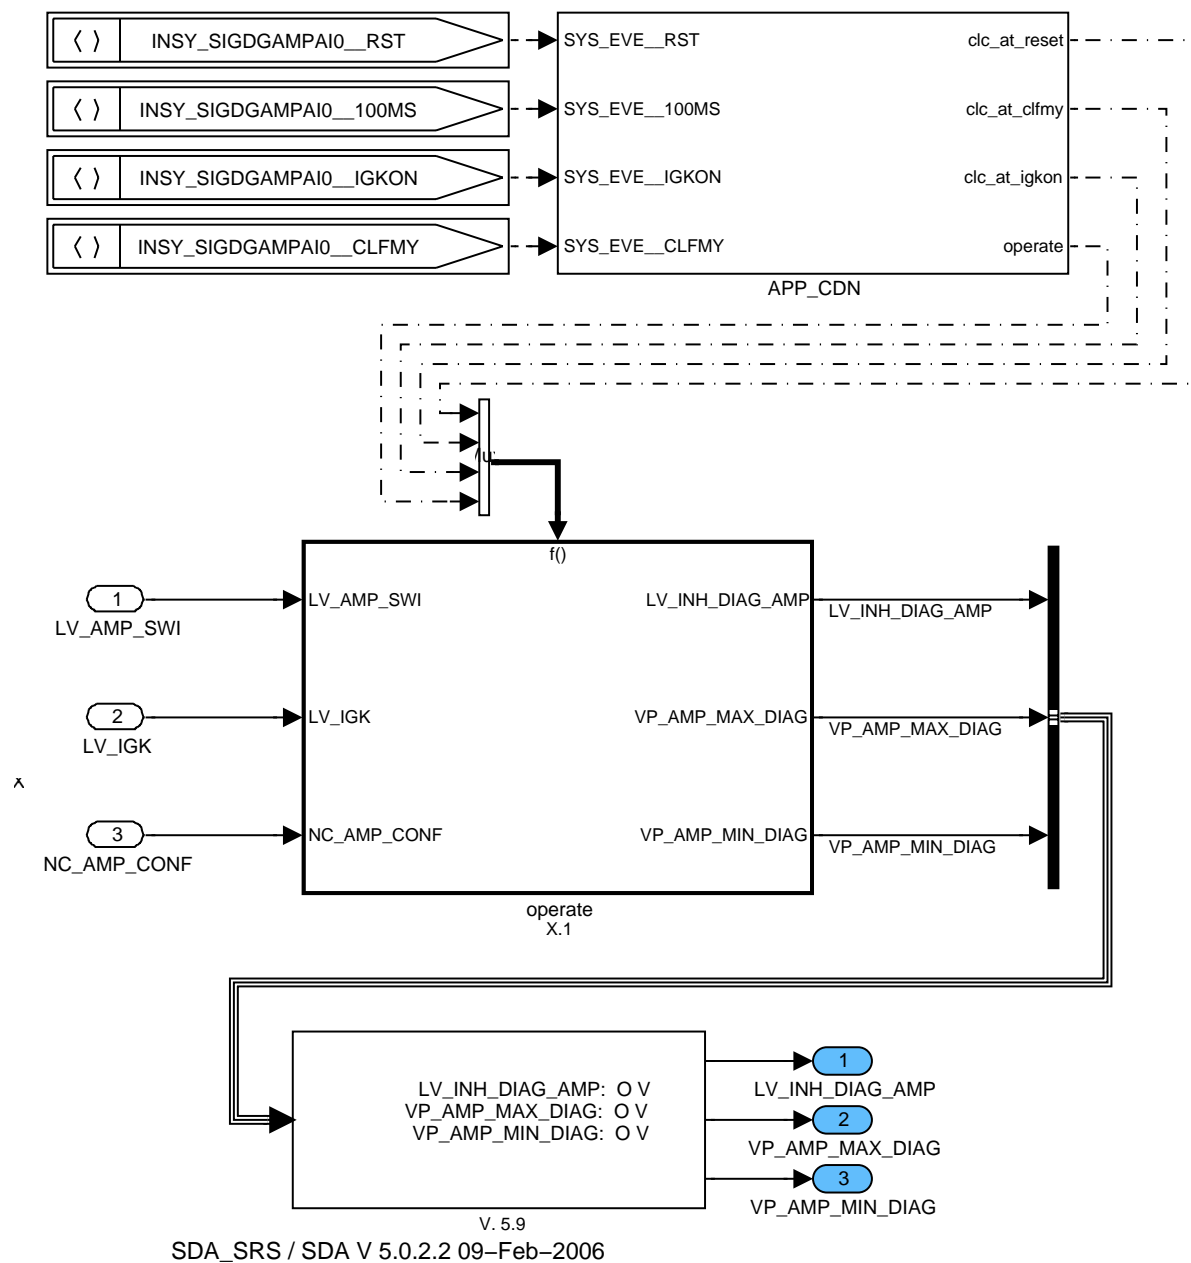 ⟨ ⟩ INSY_SIGDGAMPAI0__RST SYS_EVE__RST clc_at_reset
⟨ ⟩ INSY_SIGDGAMPAI0__100MS SYS_EVE__100MS clc_at_clfmy
⟨ ⟩ INSY_SIGDGAMPAI0__IGKON SYS_EVE__IGKON clc_at_igkon
⟨ ⟩ INSY_SIGDGAMPAI0__CLFMY SYS_EVE__CLFMY operate
APP_CDN
f()
1 LV_AMP_SWI LV_INH_DIAG_AMP LV_INH_DIAG_AMP
LV_AMP_SWI
2 LV_IGK VP_AMP_MAX_DIAG VP_AMP_MAX_DIAG
LV_IGK
3 NC_AMP_CONF VP_AMP_MIN_DIAG VP_AMP_MIN_DIAG
NC_AMP_CONF
operate
X.1
LV_INH_DIAG_AMP: O V
VP_AMP_MAX_DIAG: O V
VP_AMP_MIN_DIAG: O V
1
LV_INH_DIAG_AMP
2
VP_AMP_MAX_DIAG
3
VP_AMP_MIN_DIAG
V. 5.9
SDA_SRS / SDA V 5.0.2.2 09–Feb–2006